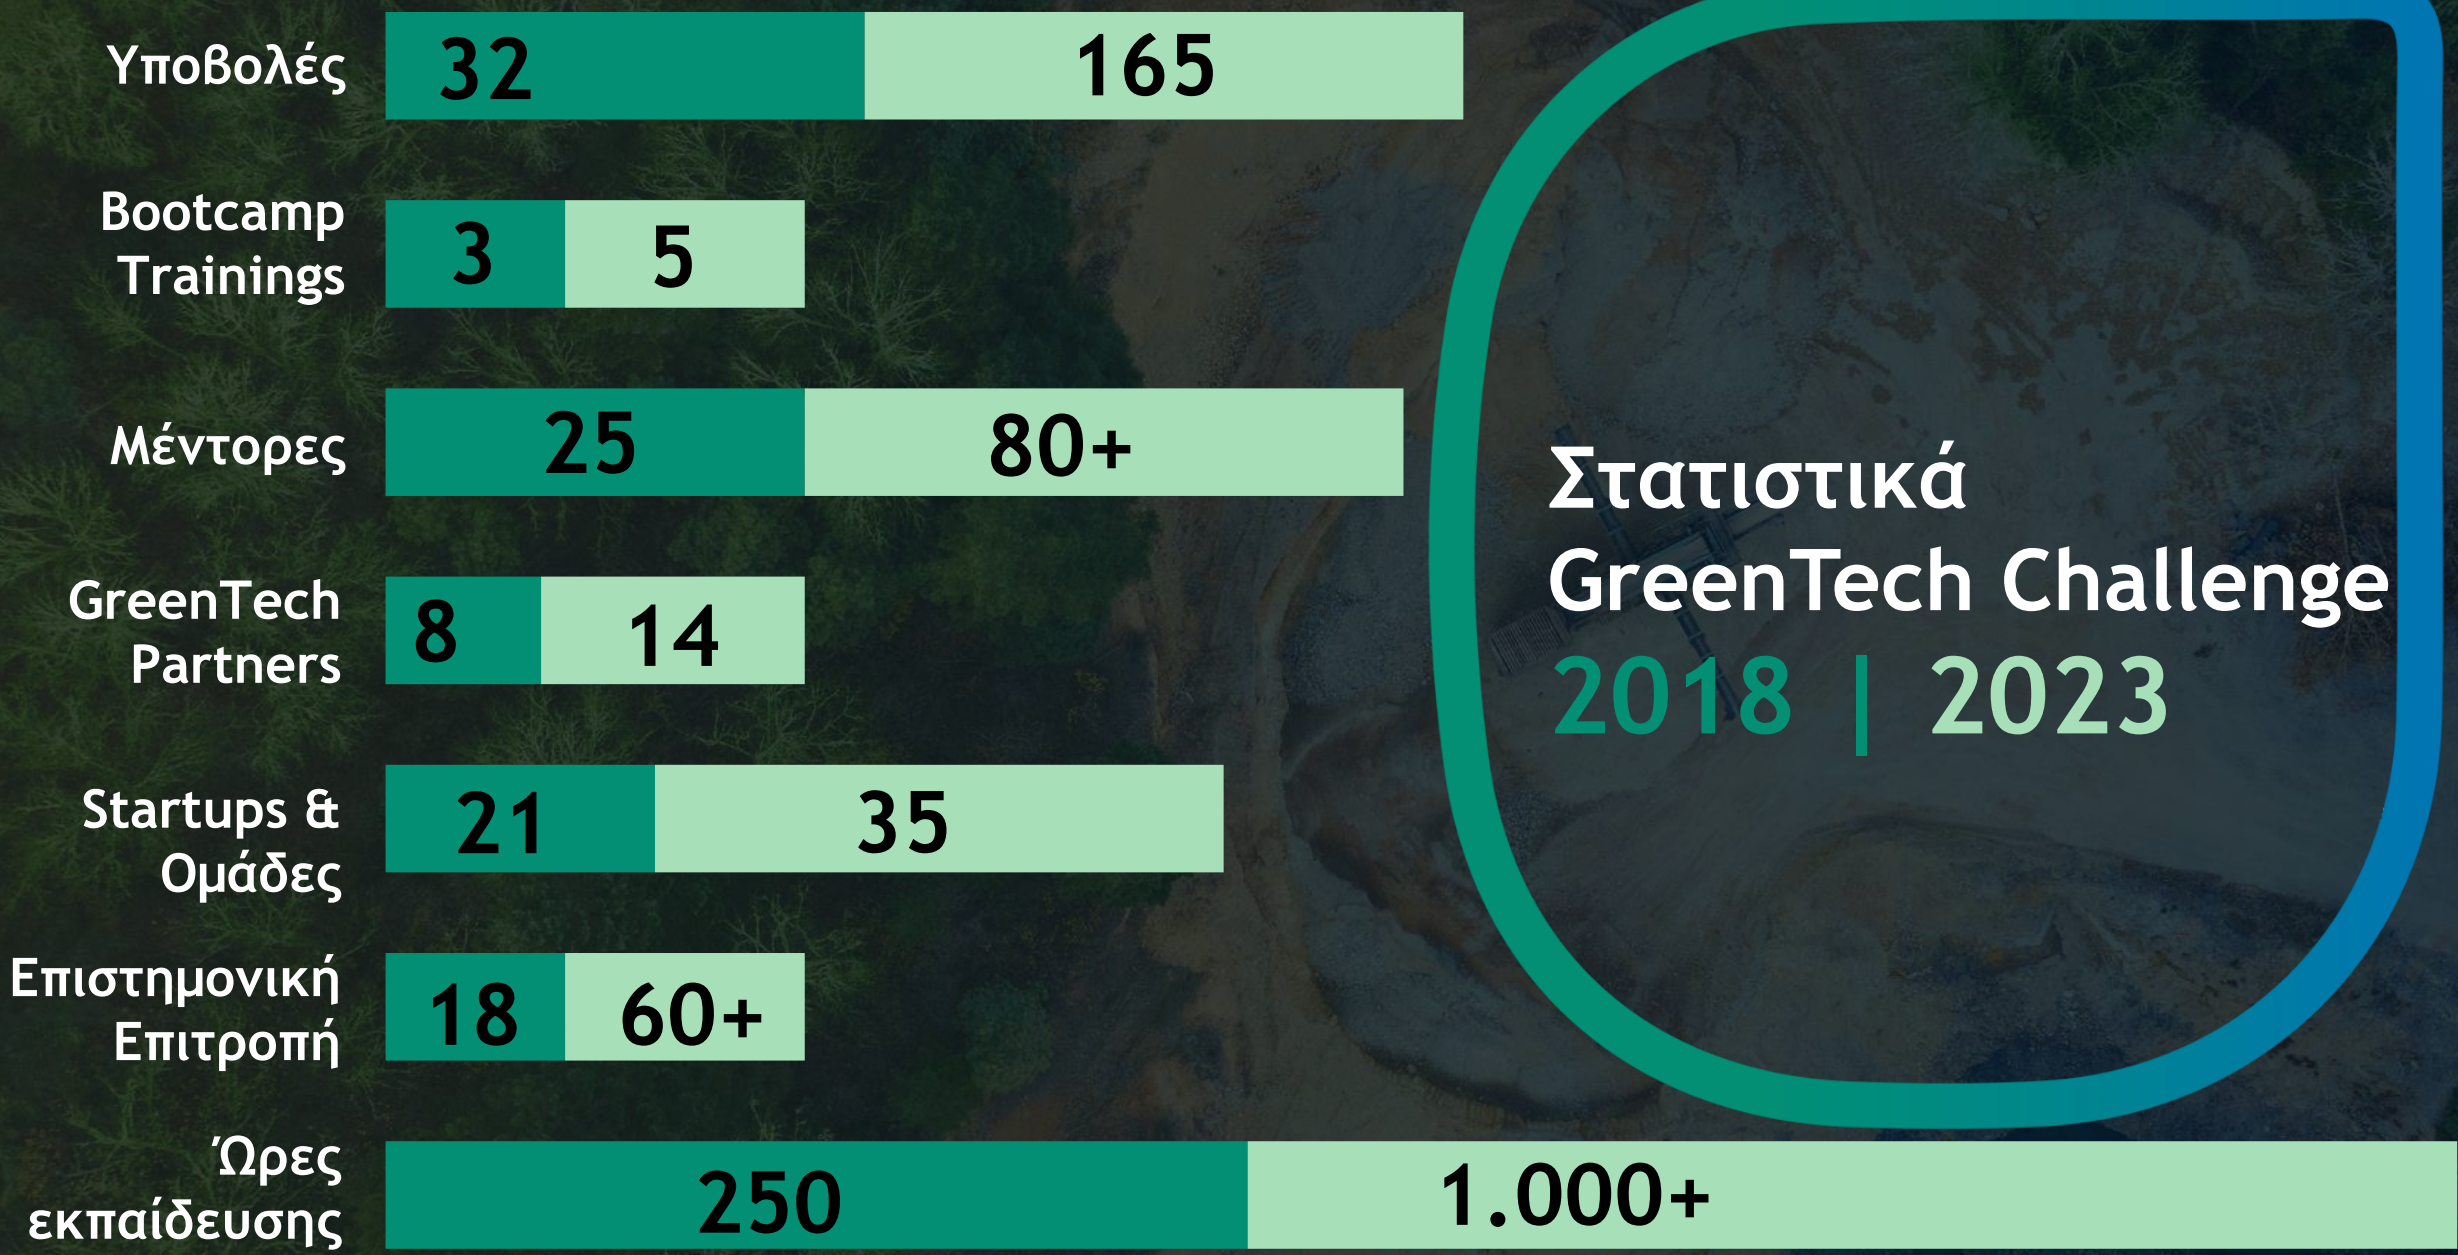 Υποβολές
32 165
Bootcamp
Trainings
3 5
Μέντορες
25 80+
GreenTech
Partners
8 14
Startups &
Ομάδες
21 35
Επιστημονική
Επιτροπή
18 60+
Ώρες
εκπαίδευσης
250 1.000+
Στατιστικά
GreenTech Challenge
2018 | 2023